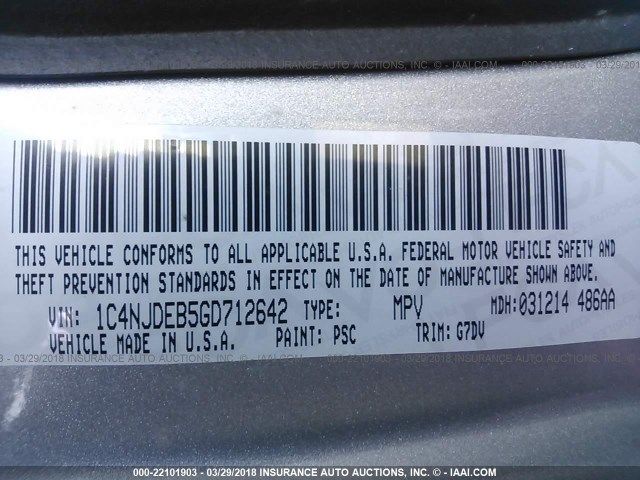 THIS VEHICLE CONFORMS TO ALL APPLICABLE U.S.A. FEDERAL MOTOR VEHICLE SAFETY AND
THEFT PREVENTION STANDARDS IN EFFECT ON THE DATE OF MANUFACTURE SHOWN ABOVE.
VIN: 1C4NJDEB5GD712642 TYPE: MPV MDH:031214 486AA
VEHICLE MADE IN U.S.A. PAINT: PSC TRIM: G7DV
000-22101903 - 03/29/2018 INSURANCE AUTO AUCTIONS, INC. - IAAI.COM